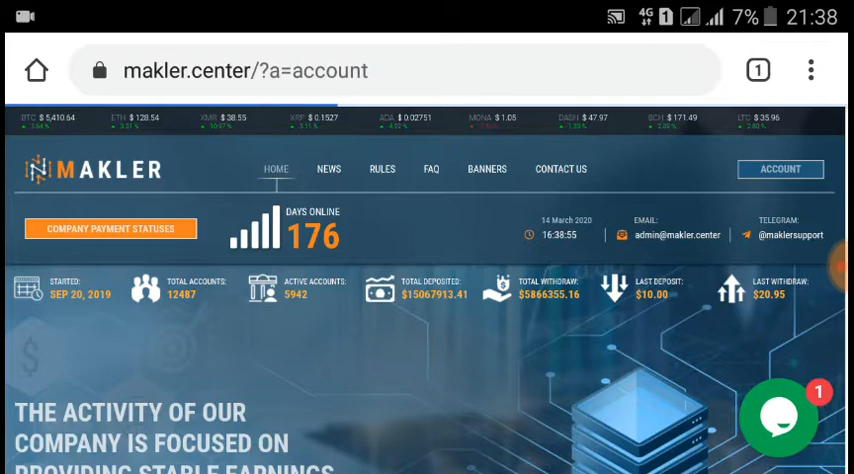 4G 1 7% 21:38
makler.center/?a=account 1
BTC $ 5,410.64 ETH $ 128.54 XMR $ 38.55 XRP $ 0.1527 ADA $ 0.02751 MONA $ 1.05 DASH $ 47.97 BCH $ 171.49 LTC $ 35.96
MAKLER HOME NEWS RULES FAQ BANNERS CONTACT US ACCOUNT
COMPANY PAYMENT STATUSES
DAYS ONLINE
176
14 March 2020
16:38:55
EMAIL:
admin@makler.center
TELEGRAM:
@maklersupport
STARTED:
SEP 20, 2019
TOTAL ACCOUNTS:
12487
ACTIVE ACCOUNTS:
5942
TOTAL DEPOSITED:
$15067913.41
TOTAL WITHDRAW:
$5866355.16
LAST DEPOSIT:
$10.00
LAST WITHDRAW:
$20.95
THE ACTIVITY OF OUR
COMPANY IS FOCUSED ON
PROVIDING STABLE EARNINGS
1